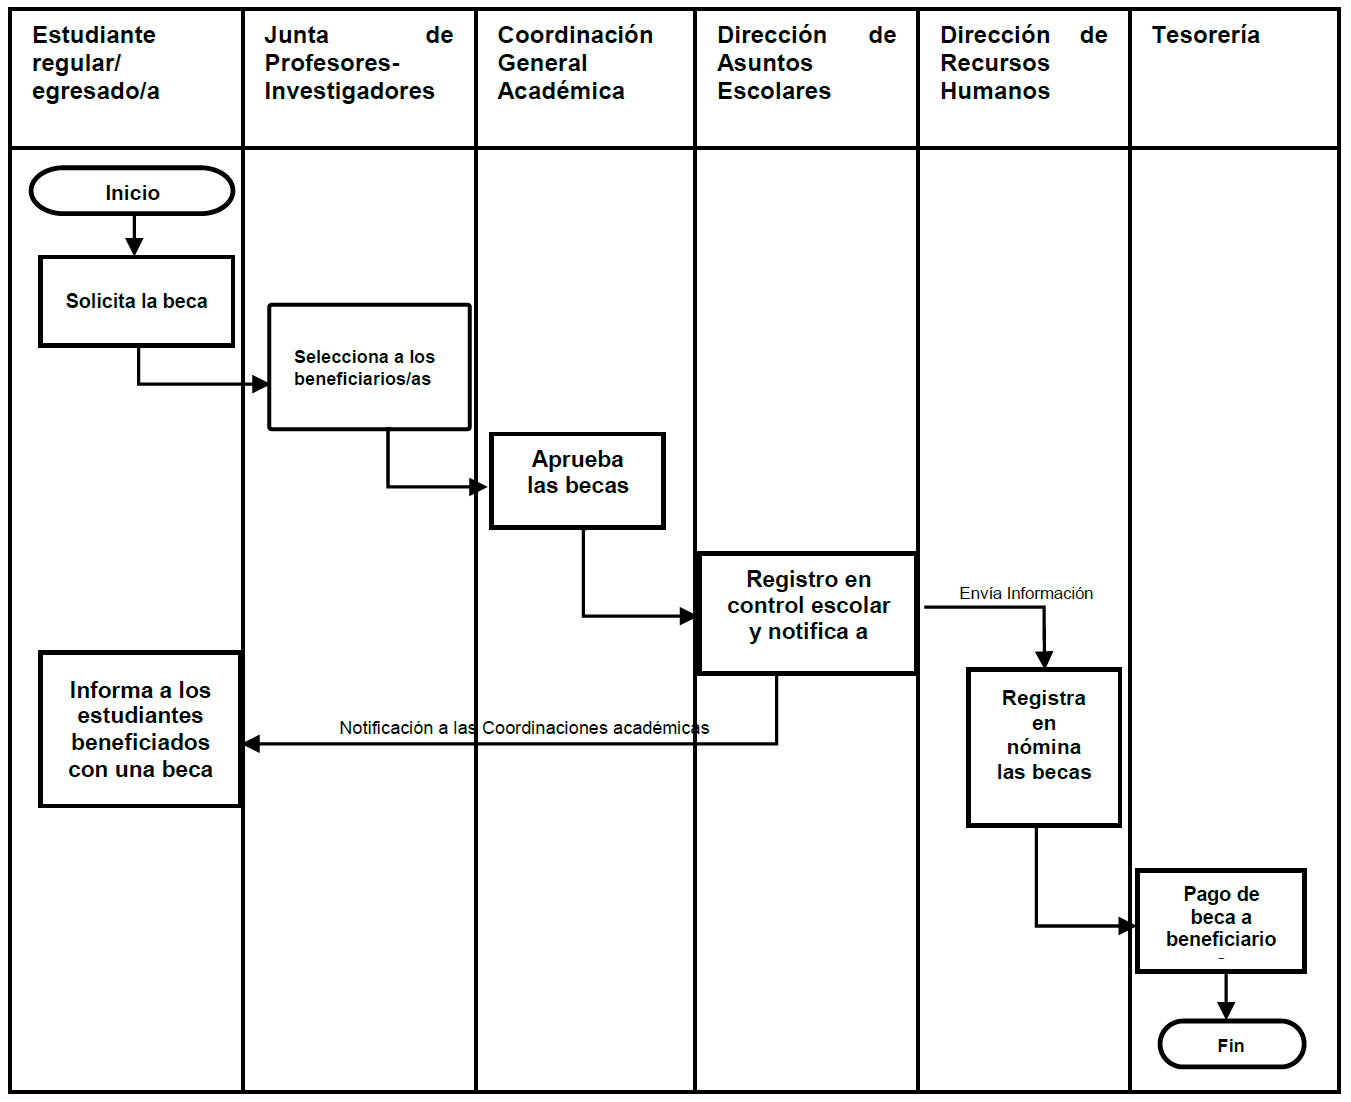 Estudiante
regular/
egresado/a
Junta de
Profesores-
Investigadores
Coordinación
General
Académica
Dirección de
Asuntos
Escolares
Dirección de
Recursos
Humanos
Tesorería
Inicio
Solicita la beca
Selecciona a los
beneficiarios/as
Aprueba
las becas
Registro en
control escolar
y notifica a
Envía Información
Informa a los
estudiantes
beneficiados
con una beca
Notificación a las Coordinaciones académicas
Registra
en
nómina
las becas
Pago de
beca a
beneficiario
Fin